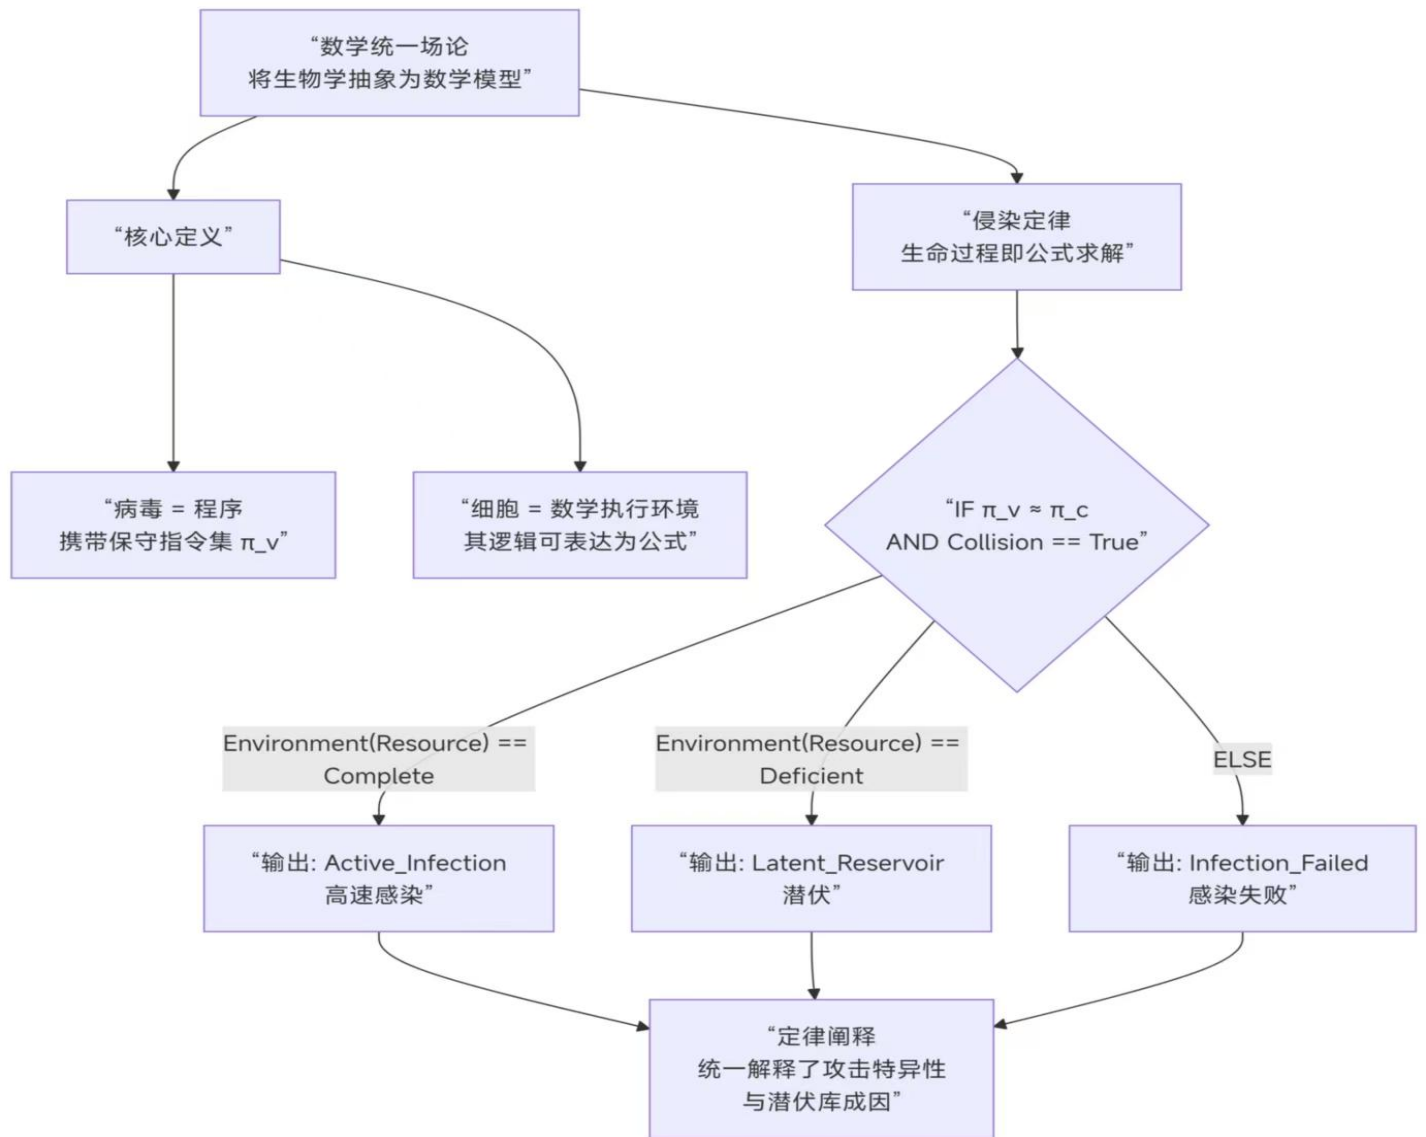 “数学统一场论
将生物学抽象为数学模型”
“核心定义”
“侵染定律
生命过程即公式求解”
“病毒 = 程序
携带保守指令集 π_v”
“细胞 = 数学执行环境
其逻辑可表达为公式”
“IF π_v ≈ π_c
AND Collision == True”
Environment(Resource) ==
Complete
Environment(Resource) ==
Deficient
ELSE
“输出: Active_Infection
高速感染”
“输出: Latent_Reservoir
潜伏”
“输出: Infection_Failed
感染失败”
“定律阐释
统一解释了攻击特异性
与潜伏库成因”